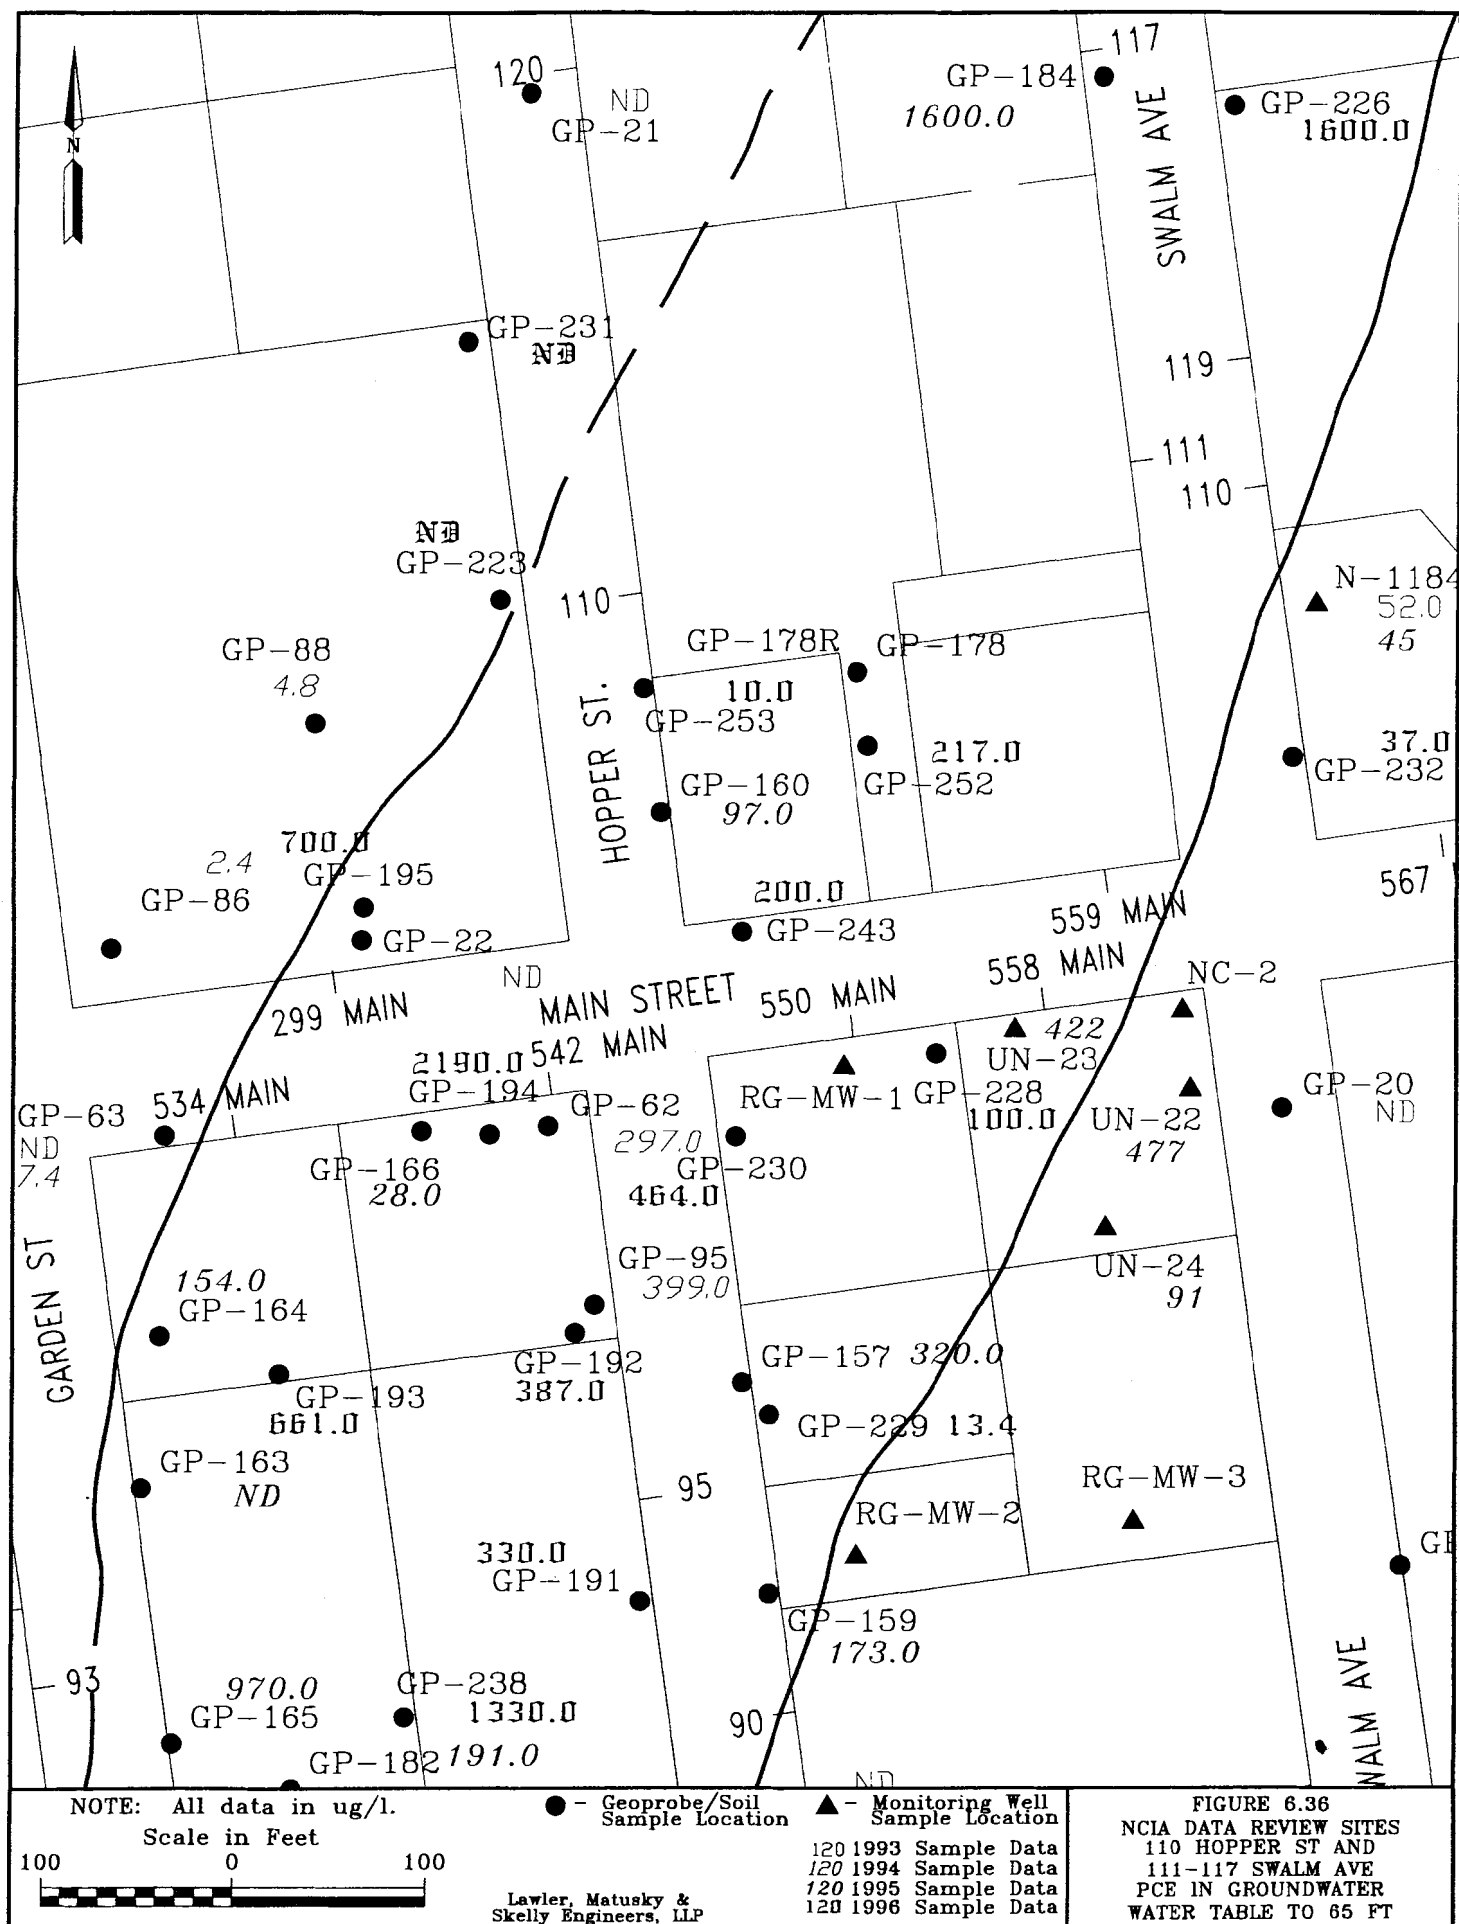 120
ND
GP-21
GP-184
1600.0
117
GP-226
1600.0
SWALM AVE
N
GP-231
ND
119
111
110
ND
GP-223
110
N-1184
52.0
45
GP-88
4.8
GP-178R
GP-178
10.0
GP-253
HOPPER ST.
217.0
GP-252
37.0
GP-232
GP-160
97.0
700.0
2.4
GP-195
GP-86
567
200.0
GP-243
559 MAIN
GP-22
ND
558 MAIN
NC-2
299 MAIN
MAIN STREET
550 MAIN
422
UN-23
2190.0
542 MAIN
GP-194
534 MAIN
GP-63
ND
7.4
GP-62
297.0
RG-MW-1
GP-228
100.0
UN-22
477
GP-20
ND
GP-166
28.0
GP-230
464.0
GARDEN ST
154.0
GP-164
GP-95
399.0
UN-24
91
GP-192
387.0
GP-157 320.0
GP-193
661.0
GP-229 13.4
GP-163
ND
95
RG-MW-3
RG-MW-2
330.0
GP-191
GP-159
173.0
93
970.0
GP-165
GP-238
1330.0
90
GP-182 191.0
WALM AVE
ND
NOTE: All data in ug/l.
Scale in Feet
100 0 100
- Geoprobe/Soil
Sample Location
- Monitoring Well
Sample Location
120 1993 Sample Data
120 1994 Sample Data
120 1995 Sample Data
120 1996 Sample Data
Lawler, Matusky &
Skelly Engineers, LLP
FIGURE 6.36
NCIA DATA REVIEW SITES
110 HOPPER ST AND
111-117 SWALM AVE
PCE IN GROUNDWATER
WATER TABLE TO 65 FT